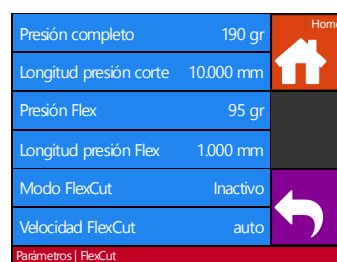 Presión completo 190 gr
Home
Longitud presión corte 10.000 mm
Presión Flex 95 gr
Longitud presión Flex 1.000 mm
Modo FlexCut Inactivo
Velocidad FlexCut auto
Parámetros | FlexCut